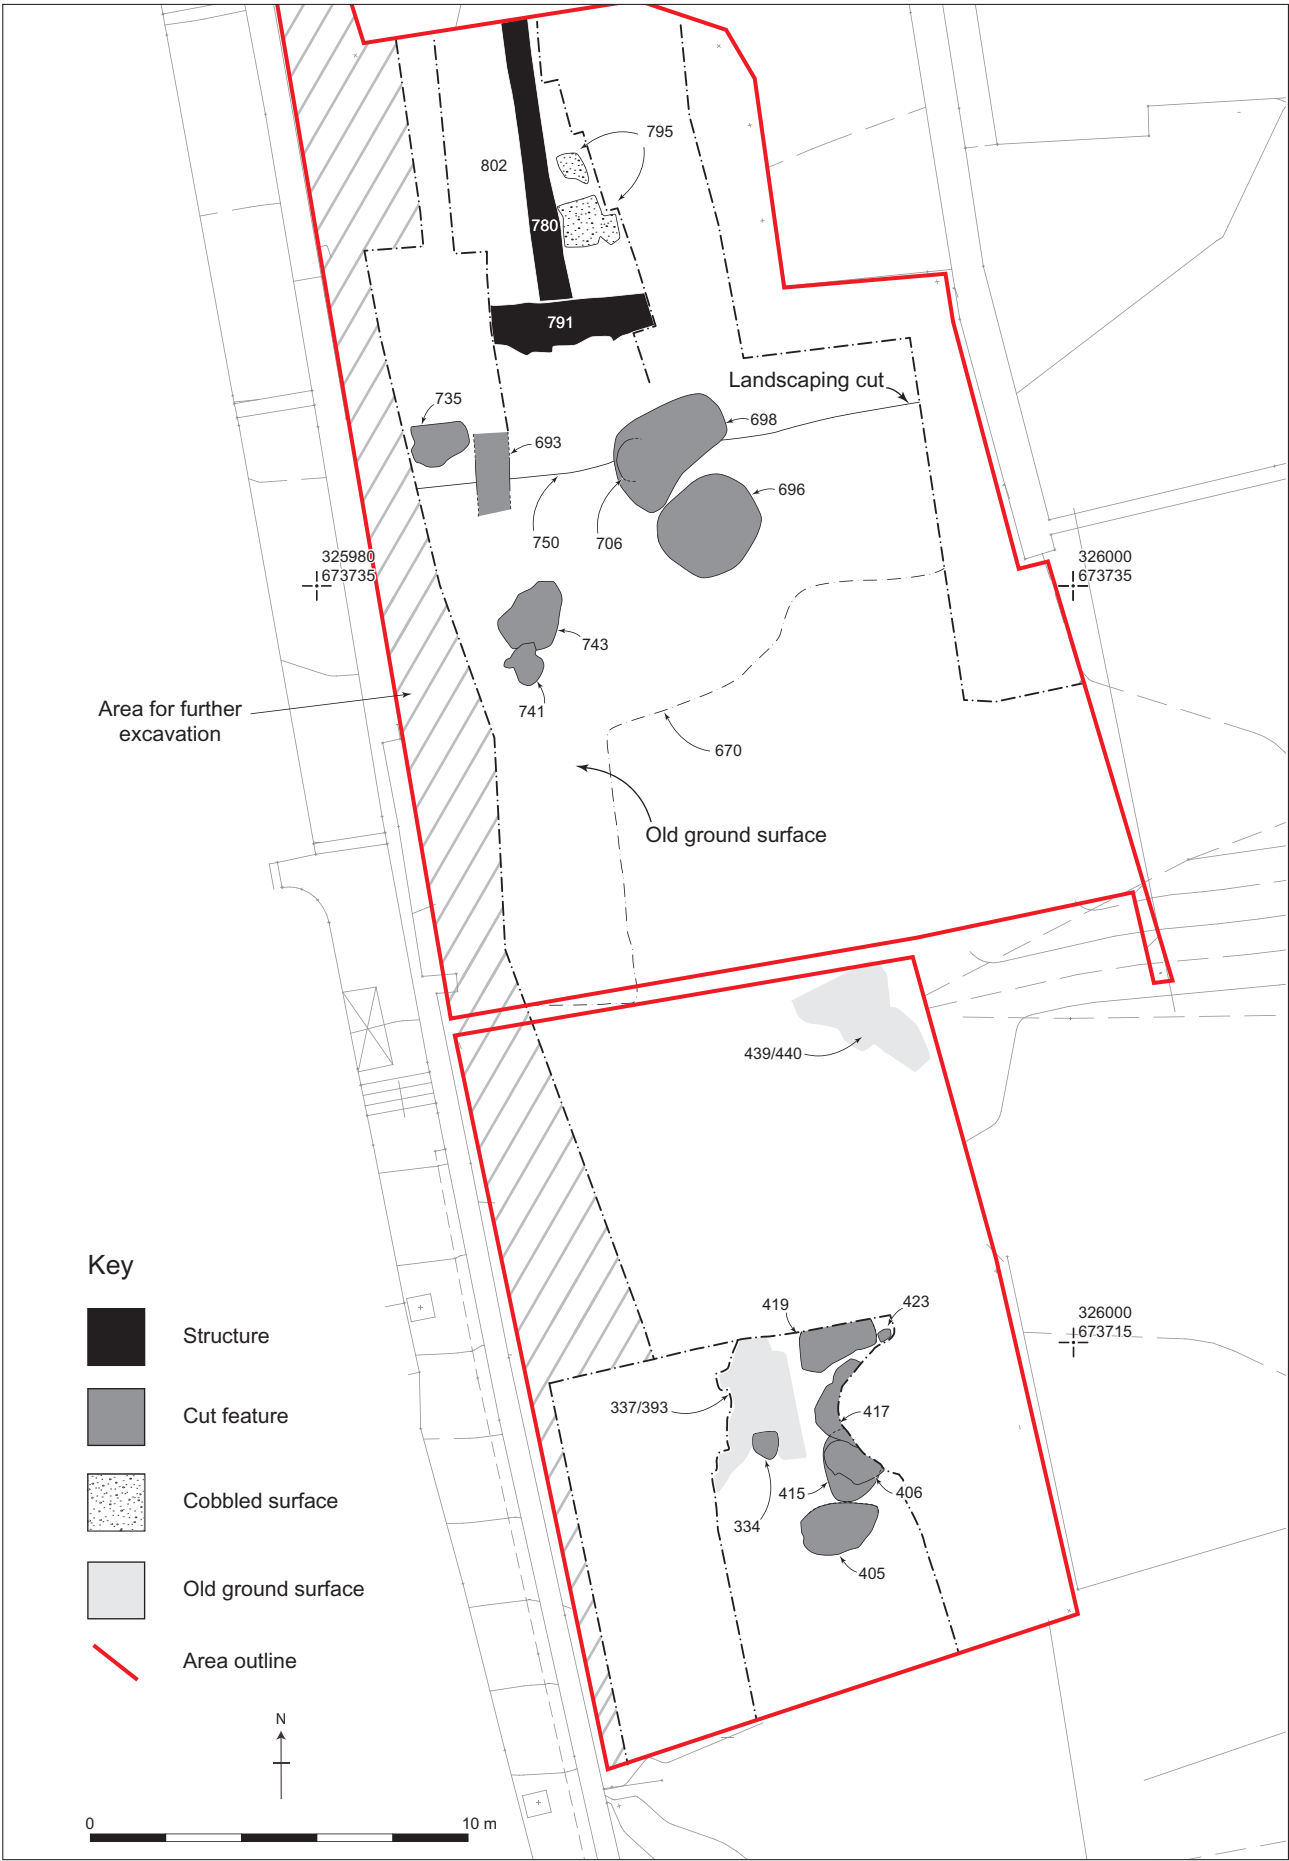 795
802
780
791
Landscaping cut
735
698
693
696
750
706
325980
673735
326000
673735
743
741
Area for further
excavation
670
Old ground surface
439/440
Key
Structure
Cut feature
Cobbled surface
Old ground surface
Area outline
419
423
326000
673715
337/393
417
415
406
334
405
N
0
10 m